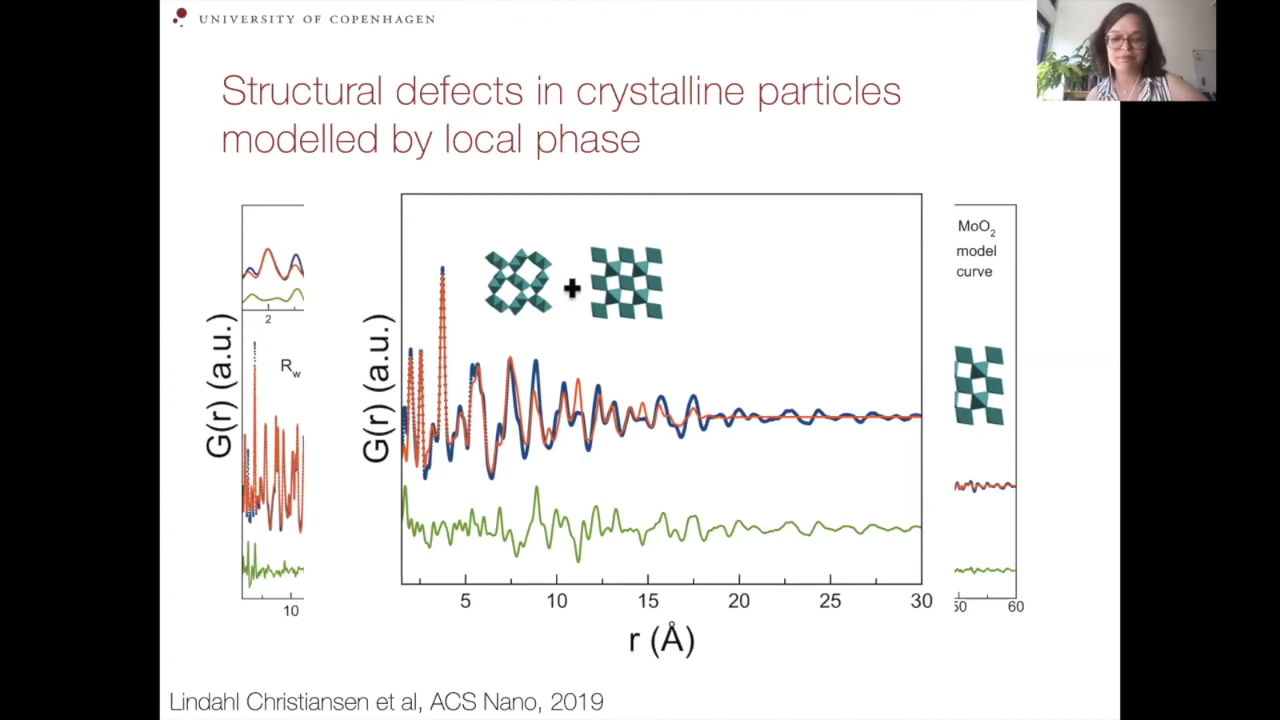 UNIVERSITY OF COPENHAGEN
Structural defects in crystalline particles
modelled by local phase
MoO2
model
curve
2
Rw
G(r) (a.u.)
G(r) (a.u.)
10
5 10 15 20 25 30
60
r (Å)
Lindahl Christiansen et al, ACS Nano, 2019